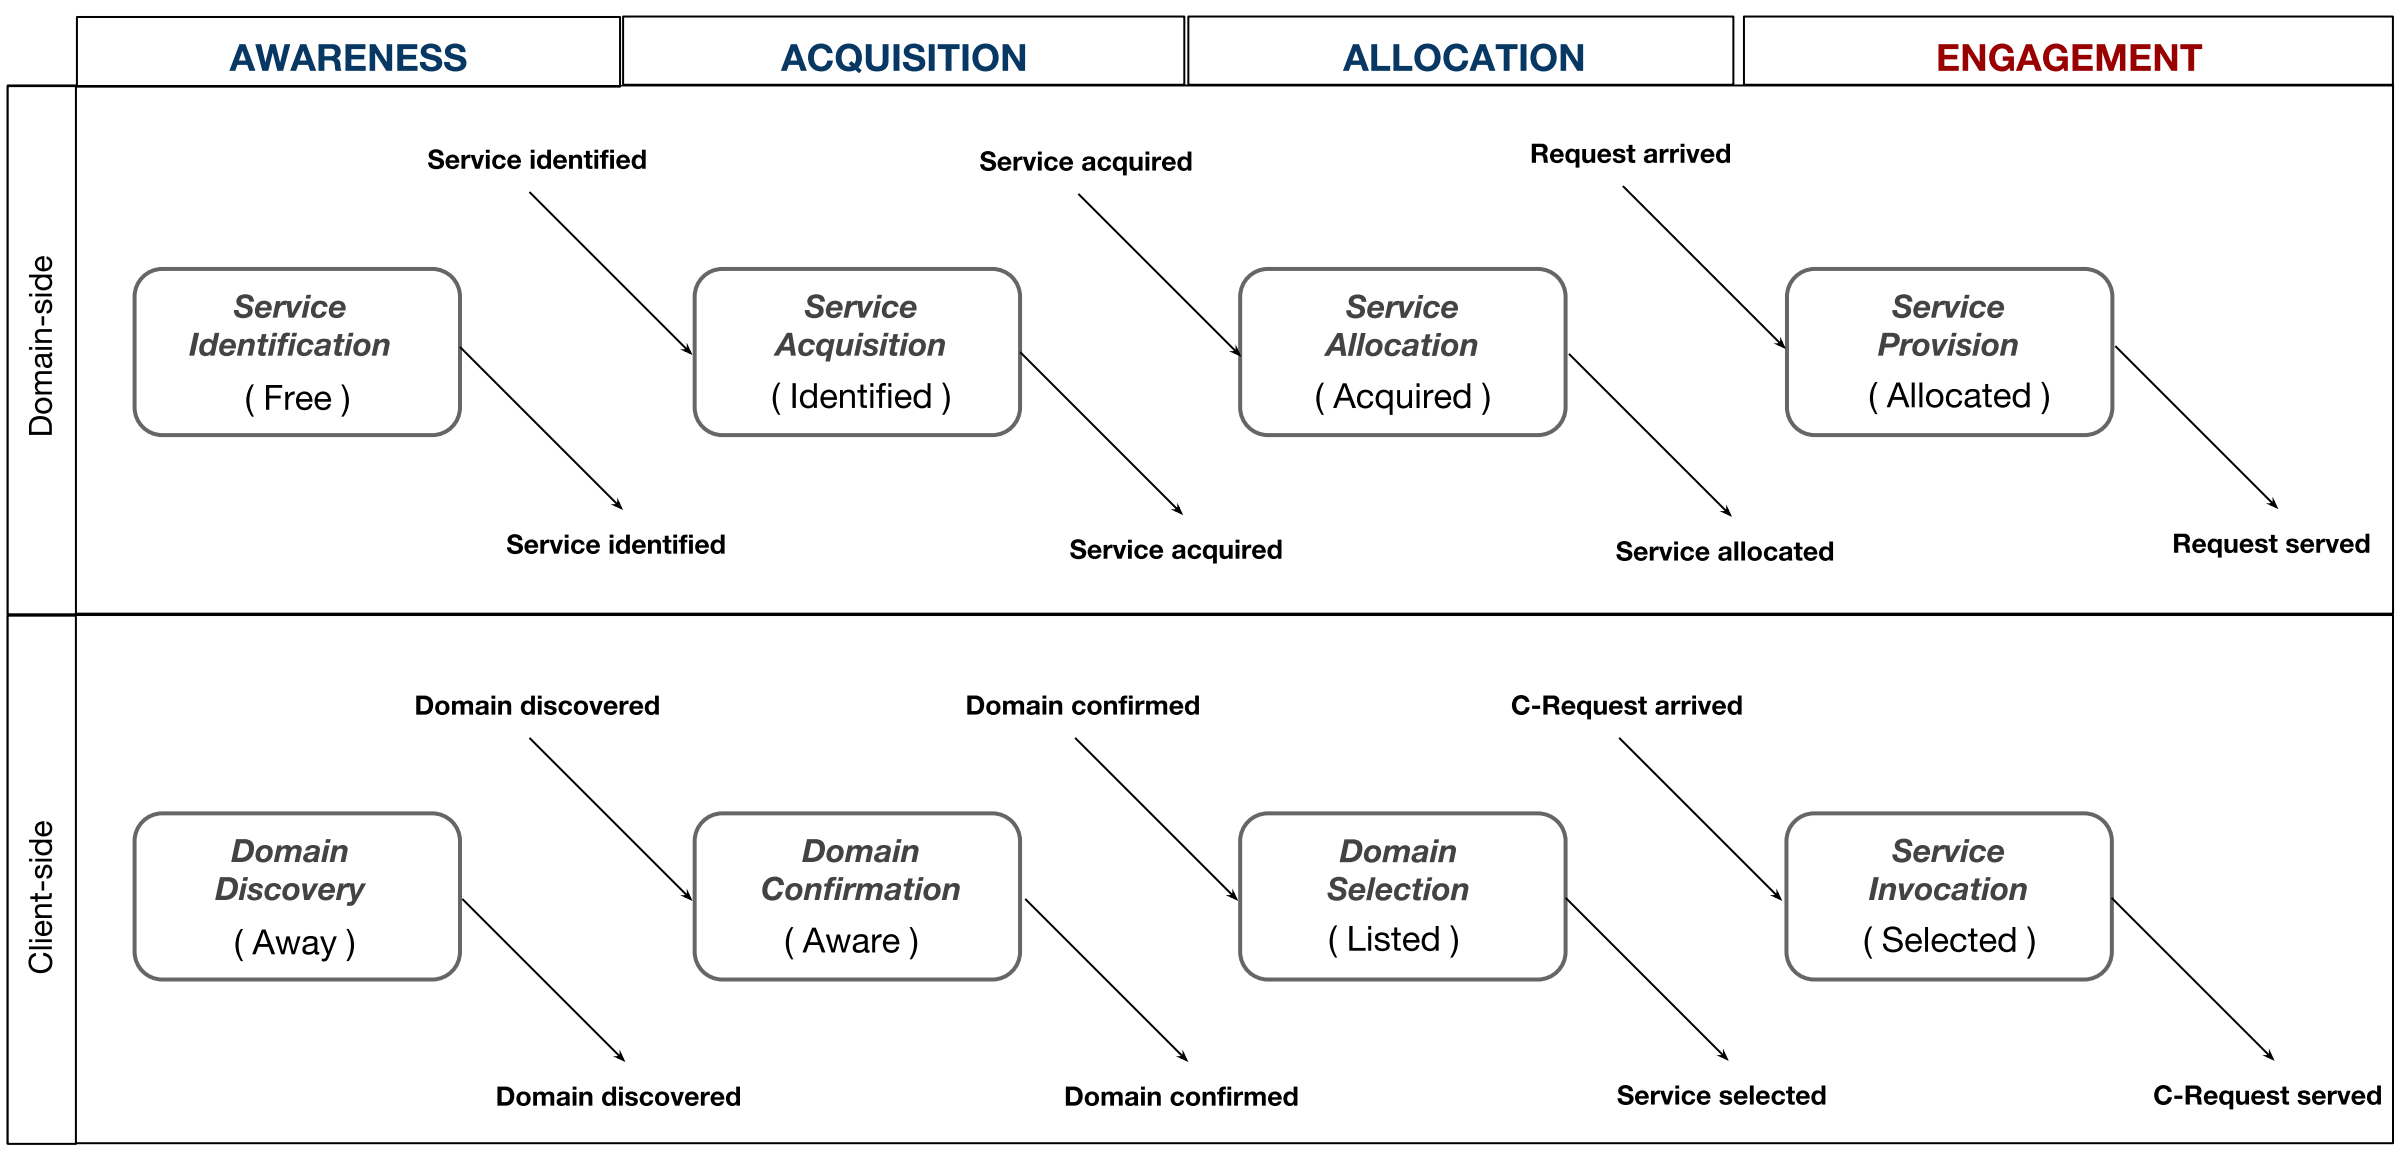 AWARENESS
ACQUISITION
ALLOCATION
ENGAGEMENT
Domain-side
Service identified
Service acquired
Request arrived
Service
Identification
( Free )
Service
Acquisition
( Identified )
Service
Allocation
( Acquired )
Service
Provision
( Allocated )
Service identified
Service acquired
Service allocated
Request served
Client-side
Domain discovered
Domain confirmed
C-Request arrived
Domain
Discovery
( Away )
Domain
Confirmation
( Aware )
Domain
Selection
( Listed )
Service
Invocation
( Selected )
Domain discovered
Domain confirmed
Service selected
C-Request served